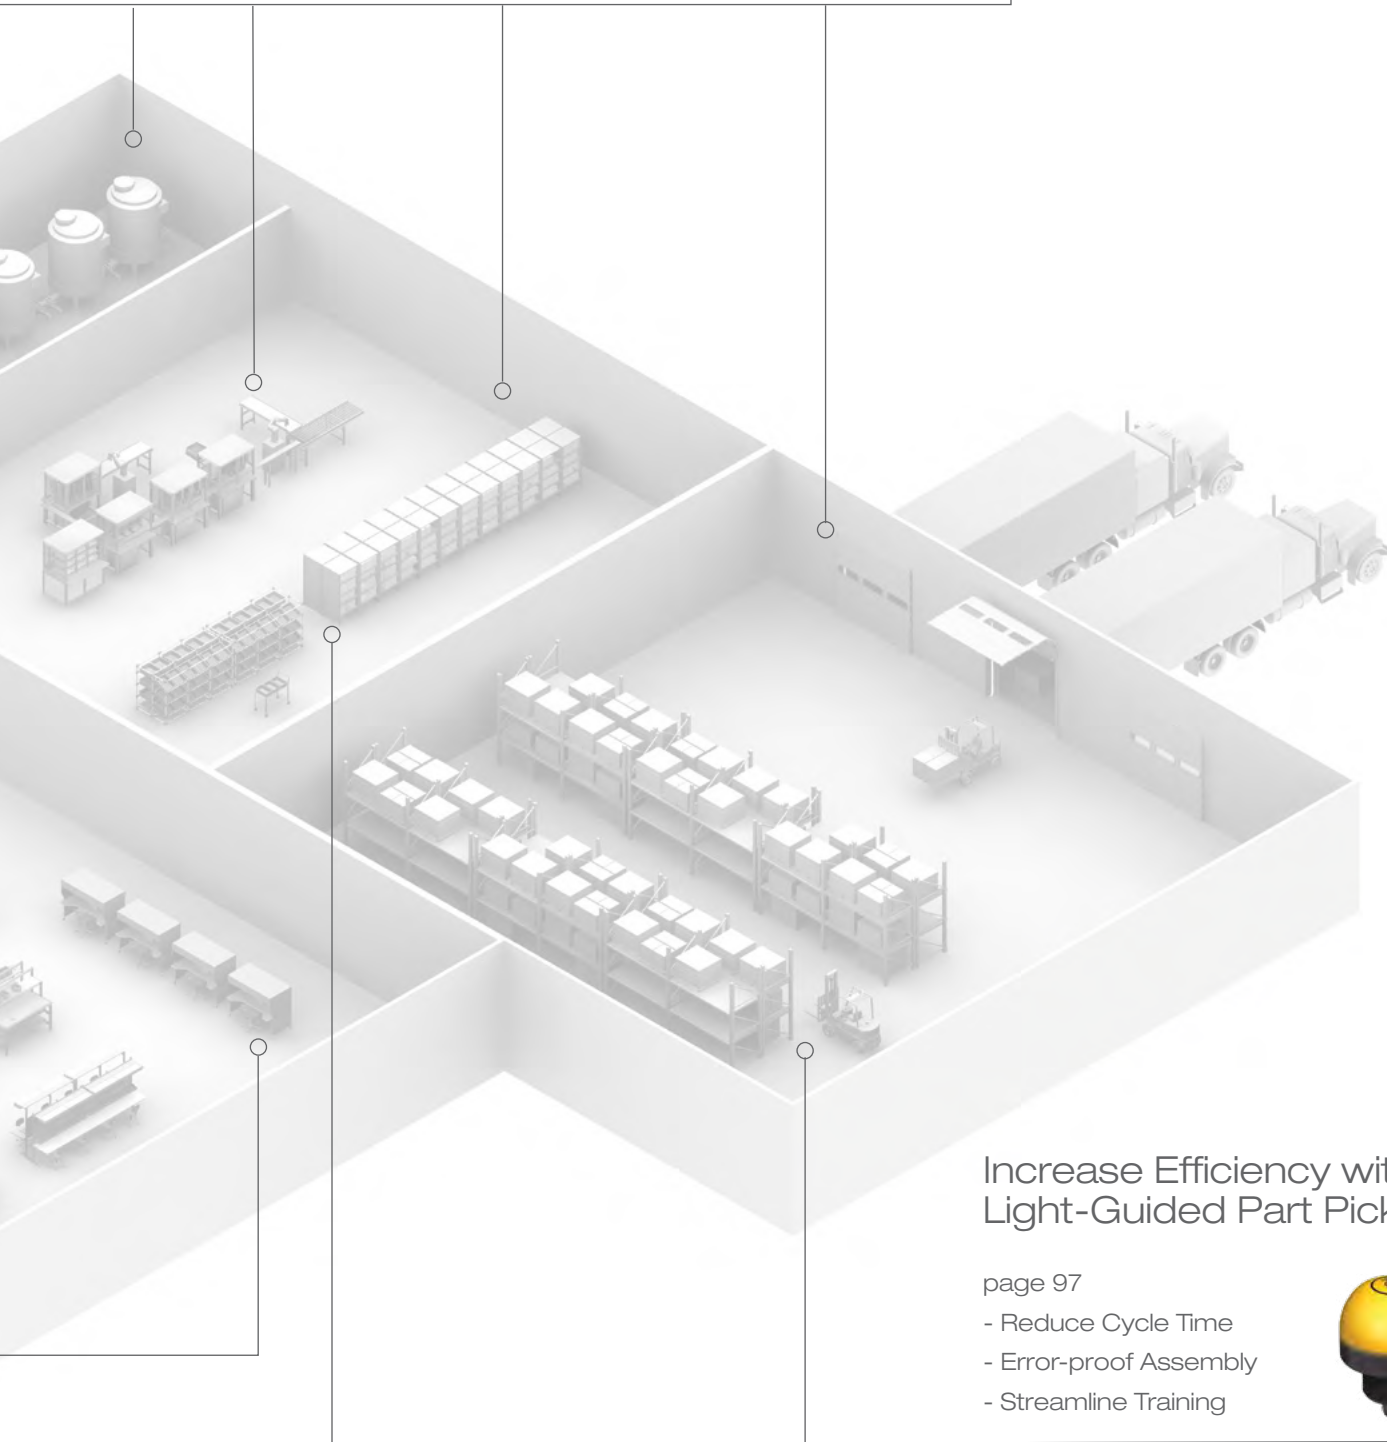 Increase Efficiency wit
Light-Guided Part Pick
page 97
- Reduce Cycle Time
- Error-proof Assembly
- Streamline Training